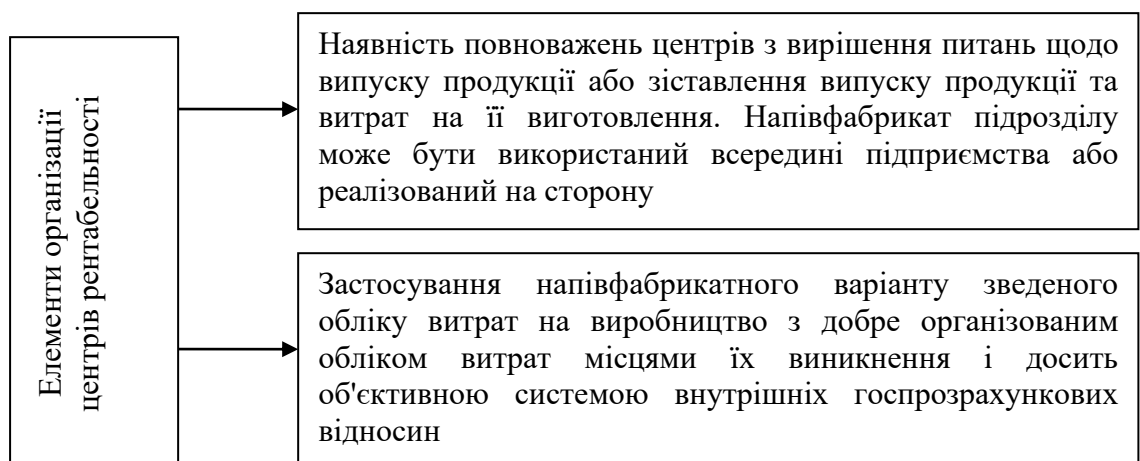 Елементи організації
центрів рентабельності
Наявність повноважень центрів з вирішення питань щодо
випуску продукції або зіставлення випуску продукції та
витрат на її виготовлення. Напівфабрикат підрозділу
може бути використаний всередині підприємства або
реалізований на сторону
Застосування напівфабрикатного варіанту зведеного
обліку витрат на виробництво з добре організованим
обліком витрат місцями їх виникнення і досить
об'єктивною системою внутрішніх госпрозрахункових
відносин